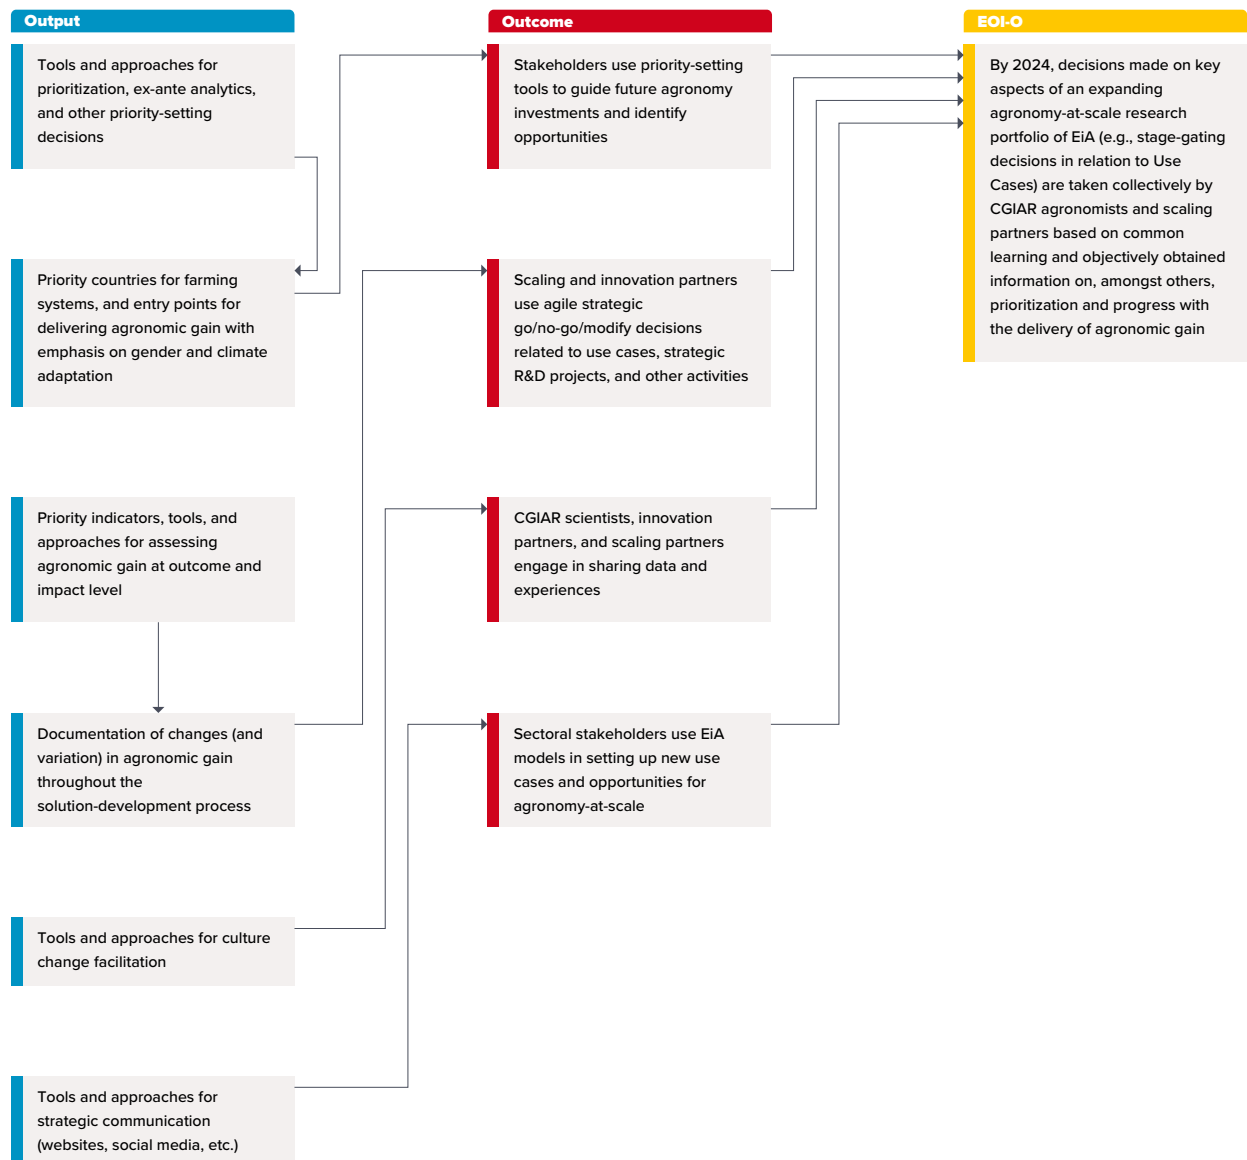 Output
Tools and approaches for
prioritization, ex-ante analytics,
and other priority-setting
decisions
Priority countries for farming
systems, and entry points for
delivering agronomic gain with
emphasis on gender and climate
adaptation
Priority indicators, tools, and
approaches for assessing
agronomic gain at outcome and
impact level
Documentation of changes (and
variation) in agronomic gain
throughout the
solution-development process
Tools and approaches for culture
change facilitation
Tools and approaches for
strategic communication
(websites, social media, etc.)
Outcome
Stakeholders use priority-setting
tools to guide future agronomy
investments and identify
opportunities
Scaling and innovation partners
use agile strategic
go/no-go/modify decisions
related to use cases, strategic
R&D projects, and other activities
CGIAR scientists, innovation
partners, and scaling partners
engage in sharing data and
experiences
Sectoral stakeholders use EiA
models in setting up new use
cases and opportunities for
agronomy-at-scale
EOI-O
By 2024, decisions made on key
aspects of an expanding
agronomy-at-scale research
portfolio of EiA (e.g., stage-gating
decisions in relation to Use
Cases) are taken collectively by
CGIAR agronomists and scaling
partners based on common
learning and objectively obtained
information on, amongst others,
prioritization and progress with
the delivery of agronomic gain